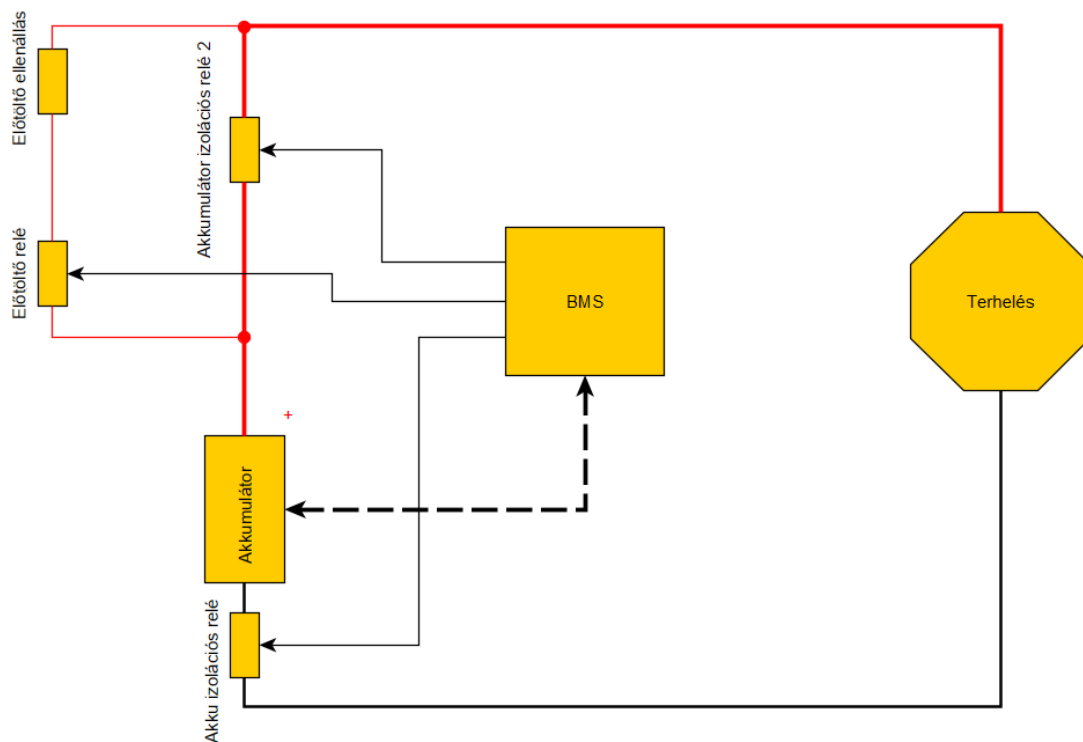 Előtöltő ellenállás
Akkumulátor izolációs relé 2
Előtöltő relé
BMS
Terhelés
+
Akkumulátor
Akku izolációs relé